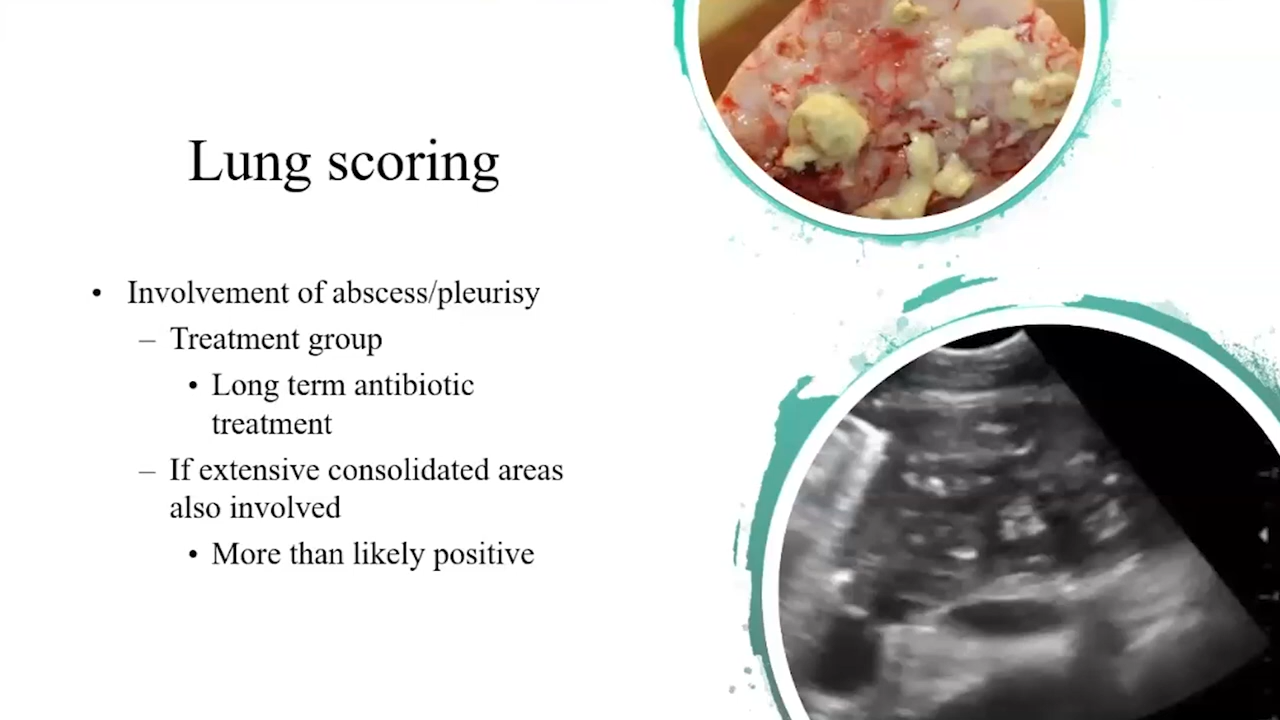 Lung scoring
• Involvement of abscess/pleurisy
– Treatment group
• Long term antibiotic
treatment
– If extensive consolidated areas
also involved
• More than likely positive